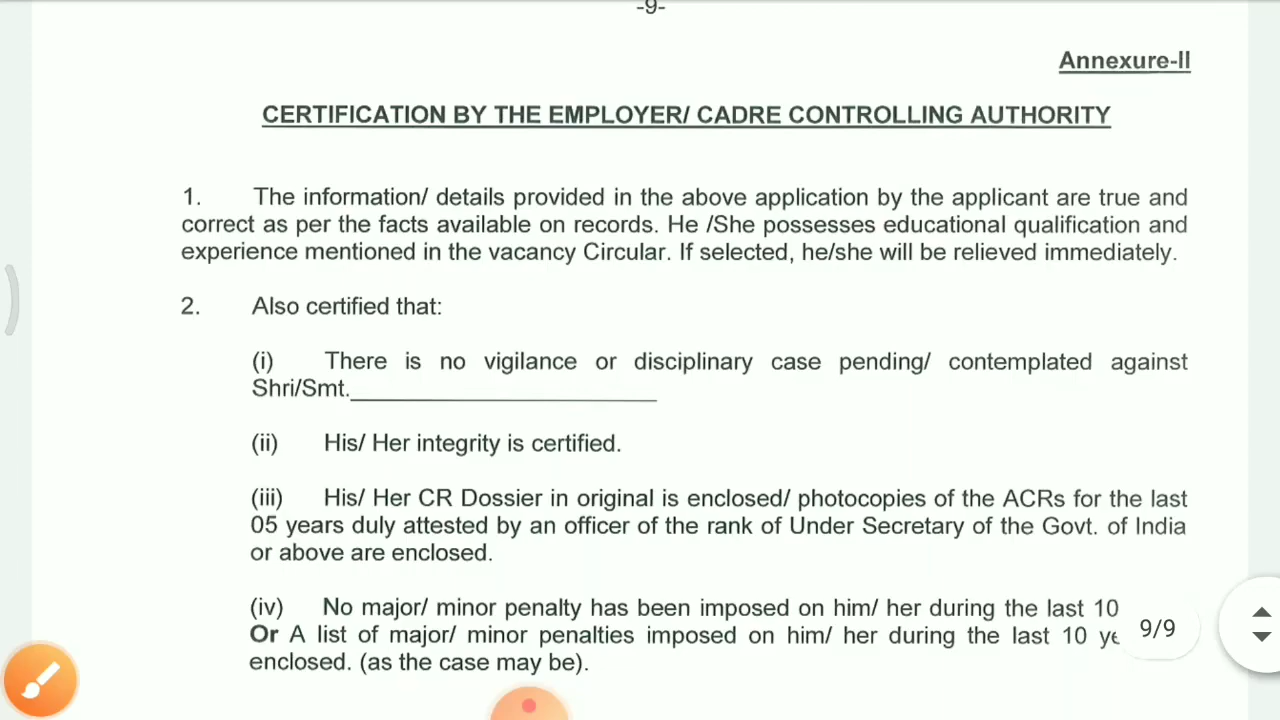 -9-
Annexure-II
CERTIFICATION BY THE EMPLOYER/ CADRE CONTROLLING AUTHORITY
1. The information/ details provided in the above application by the applicant are true and
correct as per the facts available on records. He /She possesses educational qualification and
experience mentioned in the vacancy Circular. If selected, he/she will be relieved immediately.
2. Also certified that:
(i) There is no vigilance or disciplinary case pending/ contemplated against
Shri/Smt.
(ii) His/ Her integrity is certified.
(iii) His/ Her CR Dossier in original is enclosed/ photocopies of the ACRs for the last
05 years duly attested by an officer of the rank of Under Secretary of the Govt. of India
or above are enclosed.
(iv) No major/ minor penalty has been imposed on him/ her during the last 10
Or A list of major/ minor penalties imposed on him/ her during the last 10
enclosed. (as the case may be).
9/9